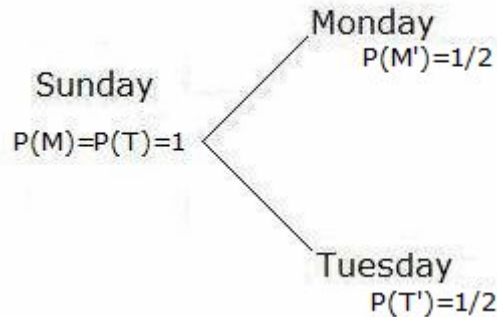 Monday
P(M')=1/2
Sunday
P(M)=P(T)=1
Tuesday
P(T')=1/2